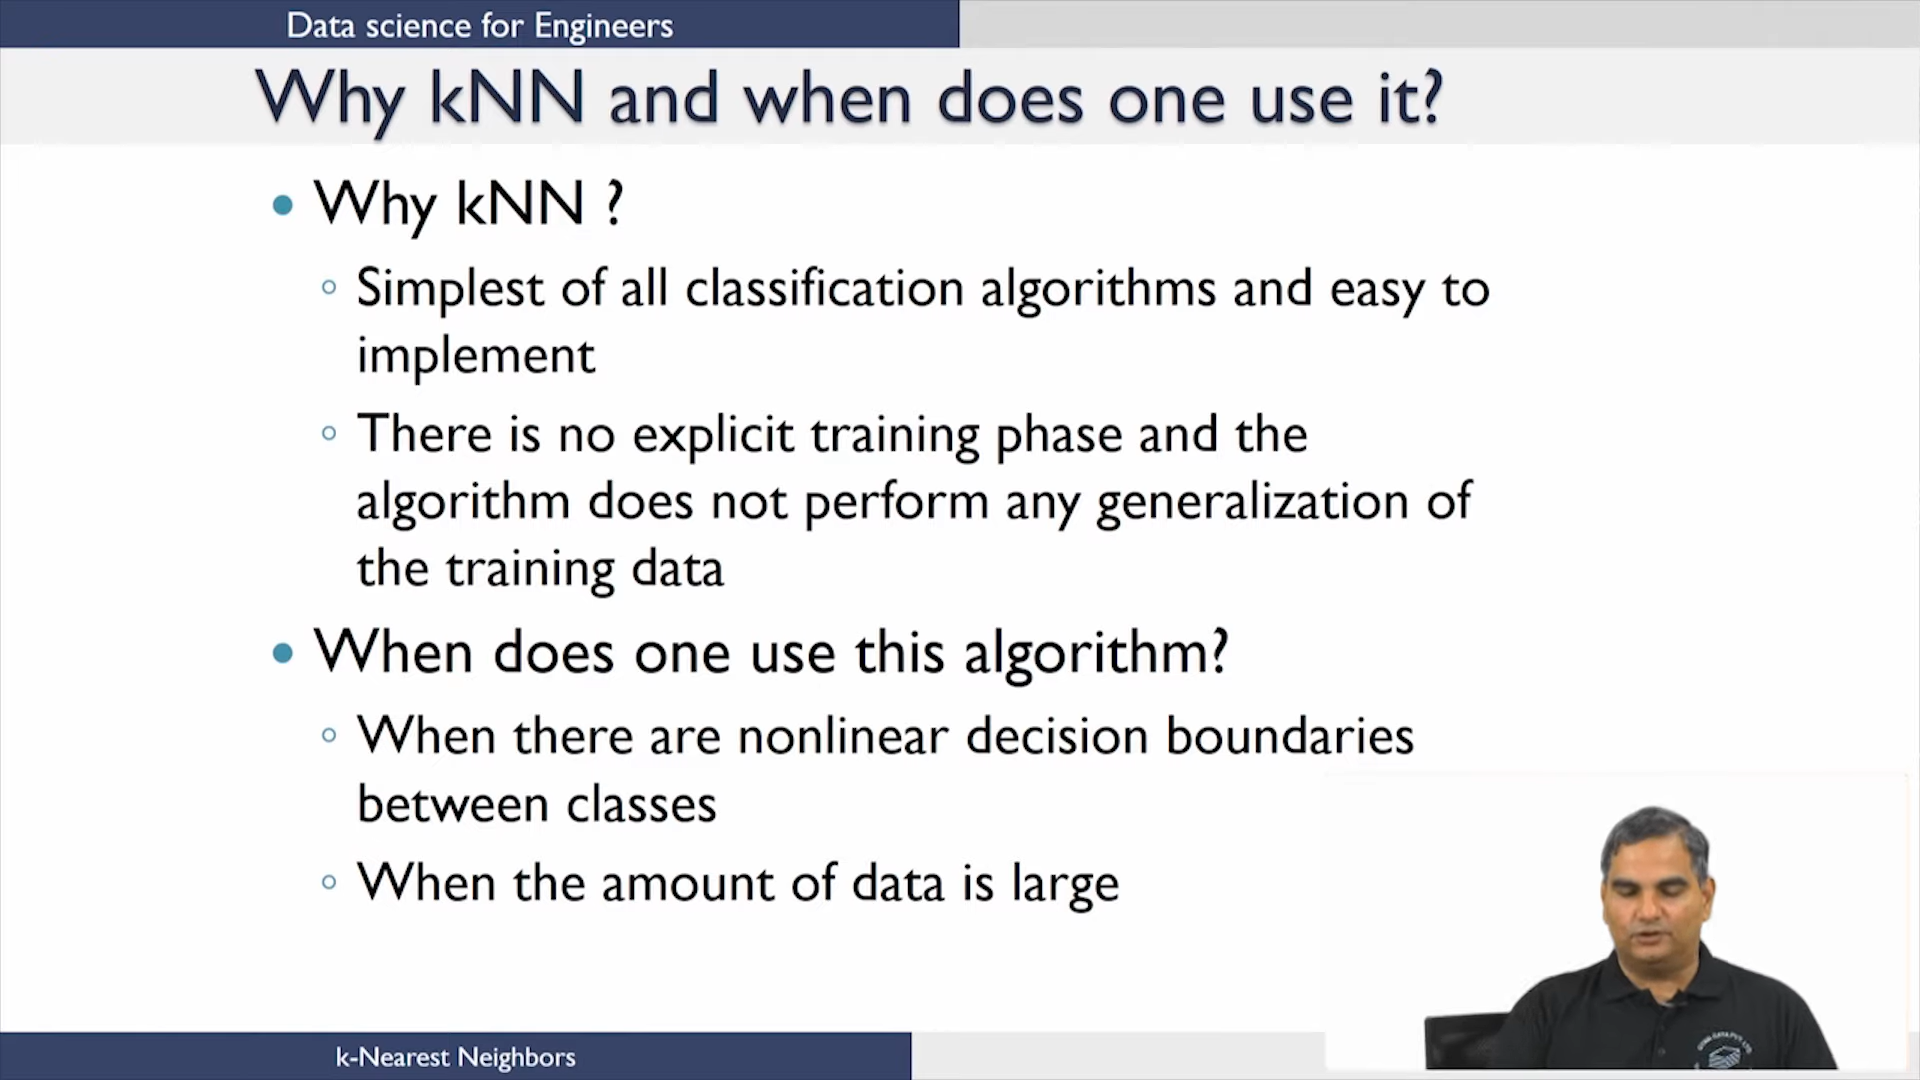 Data science for Engineers
Why kNN and when does one use it?
• Why kNN ?
◦ Simplest of all classification algorithms and easy to
implement
◦ There is no explicit training phase and the
algorithm does not perform any generalization of
the training data
• When does one use this algorithm?
◦ When there are nonlinear decision boundaries
between classes
◦ When the amount of data is large
k-Nearest Neighbors